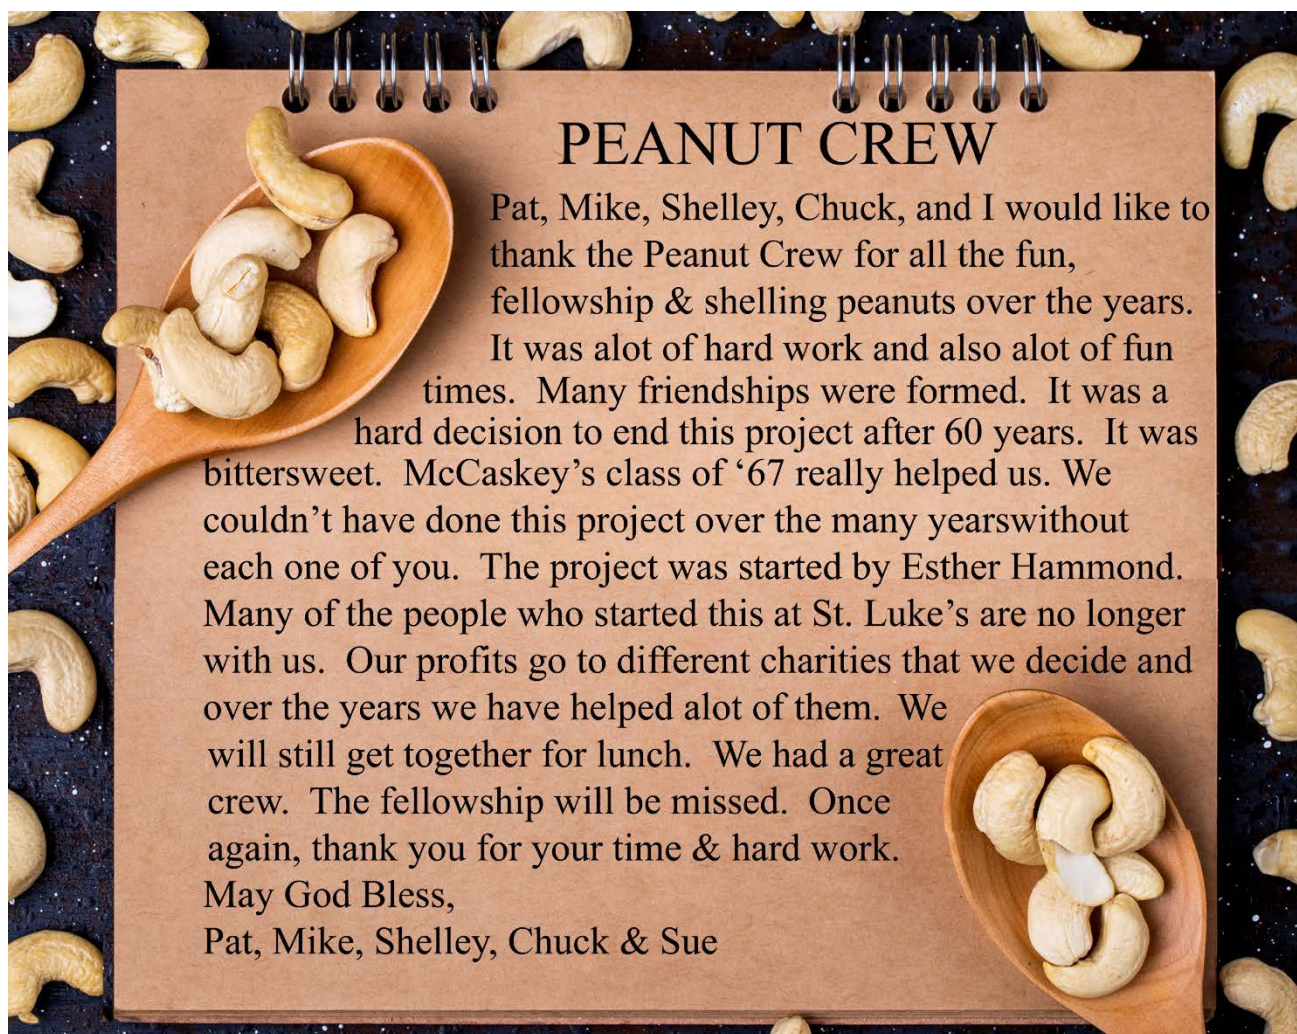 PEANUT CREW
Pat, Mike, Shelley, Chuck, and I would like to
thank the Peanut Crew for all the fun,
fellowship & shelling peanuts over the years.
It was alot of hard work and also alot of fun
times.  Many friendships were formed.  It was a
hard decision to end this project after 60 years.  It was
bittersweet.  McCaskey’s class of ‘67 really helped us. We
couldn’t have done this project over the many yearswithout
each one of you.  The project was started by Esther Hammond.
Many of the people who started this at St. Luke’s are no longer
with us.  Our profits go to different charities that we decide and
over the years we have helped alot of them.  We
will still get together for lunch.  We had a great
crew.  The fellowship will be missed.  Once
again, thank you for your time & hard work.
May God Bless,
Pat, Mike, Shelley, Chuck & Sue